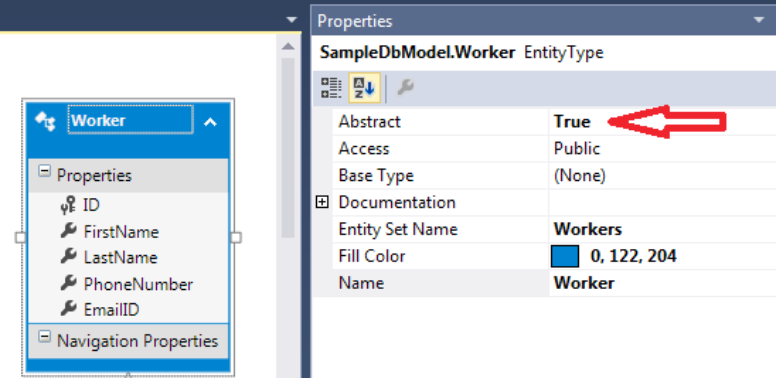 Worker
Properties
ID
FirstName
LastName
PhoneNumber
EmailID
Navigation Properties
Properties
SampleDbModel.Worker EntityType
Abstract True
Access Public
Base Type (None)
Documentation
Entity Set Name Workers
Fill Color 0, 122, 204
Name Worker